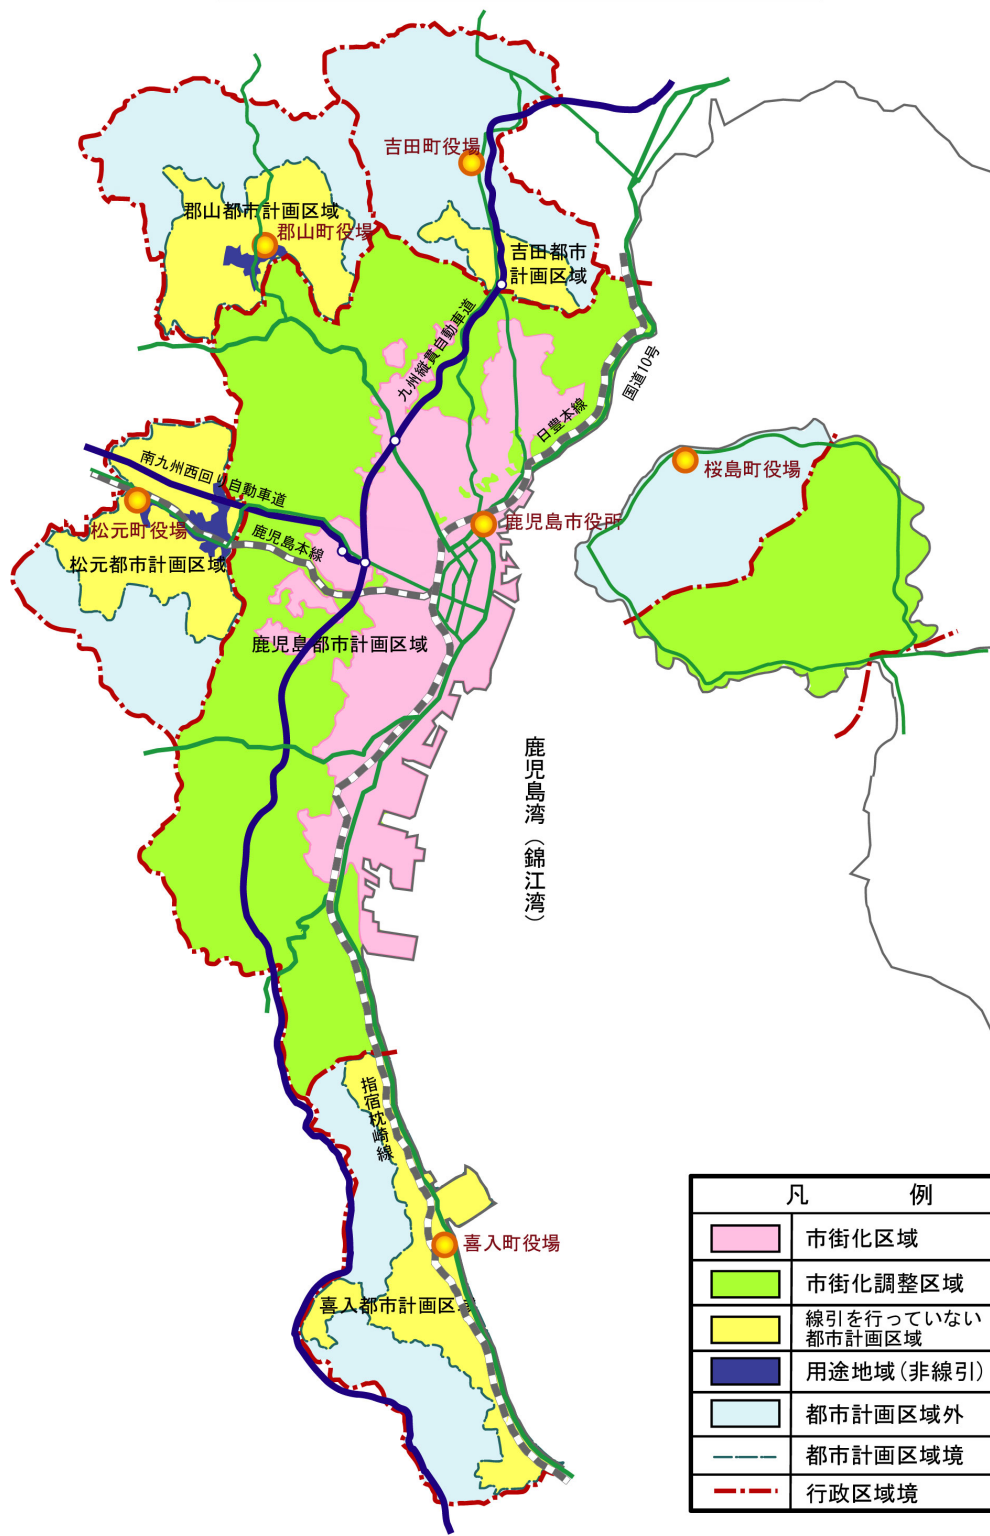 吉田町役場
郡山都市計画区域
郡山町役場
吉田都市
計画区域
九州縦貫自動車道
国道10号
日豊本線
南九州西回り自動車道
桜島町役場
松元町役場
鹿児島本線
鹿児島市役所
松元都市計画区域
鹿児島都市計画区域
鹿児島湾(錦江湾)
指宿枕崎線
喜入町役場
喜入都市計画区域
凡 例
市街化区域
市街化調整区域
線引を行っていない
都市計画区域
用途地域(非線引)
都市計画区域外
都市計画区域境
行政区域境